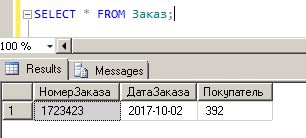 SELECT * FROM Заказ;
100 %
Results Messages
НомерЗаказа ДатаЗаказа Покупатель
1 1723423 2017-10-02 392